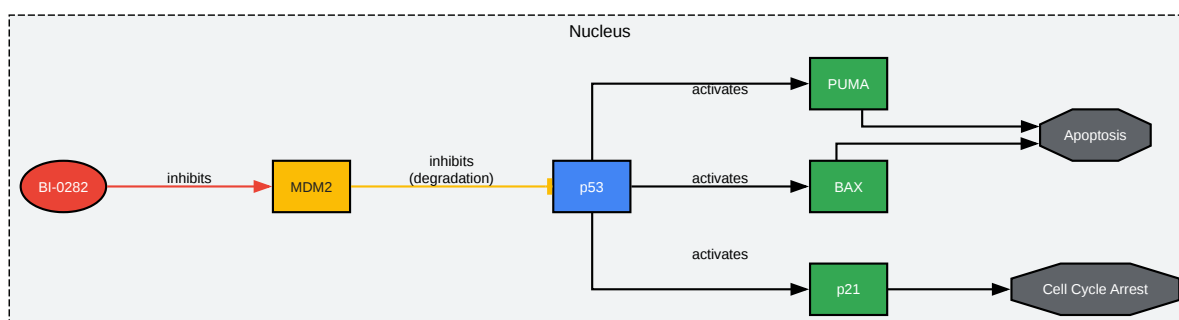 Nucleus
activates
PUMA
Apoptosis
BI-0282
inhibits
MDM2
inhibits
(degradation)
p53
activates
BAX
activates
p21
Cell Cycle Arrest